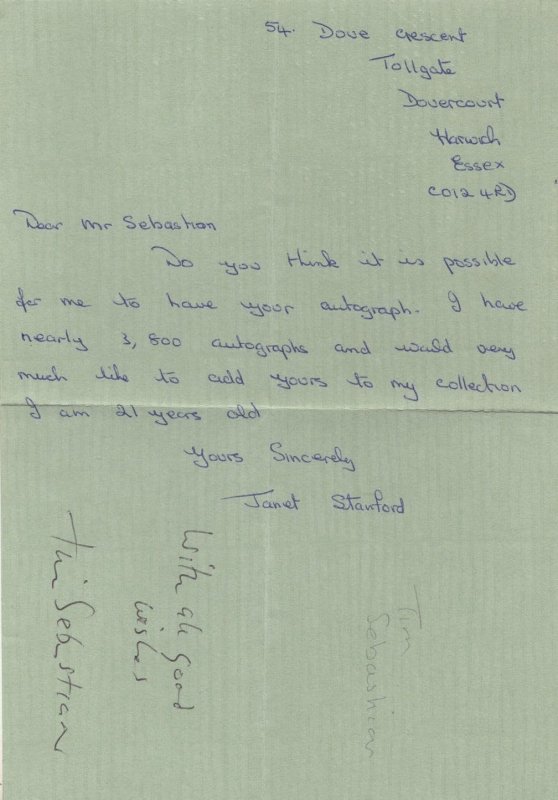 54. Dove Crescent
Tollgate
Dovercourt
Harwich
Essex
CO12 4RD
Dear Mr Sebastian
Do you think it is possible
for me to have your autograph. I have
nearly 3,800 autographs and would very
much like to add yours to my collection
I am 21 years old
Yours Sincerely
Janet Stanford
With all good
wishes
Tim Sebastian
Tim
Sebastian